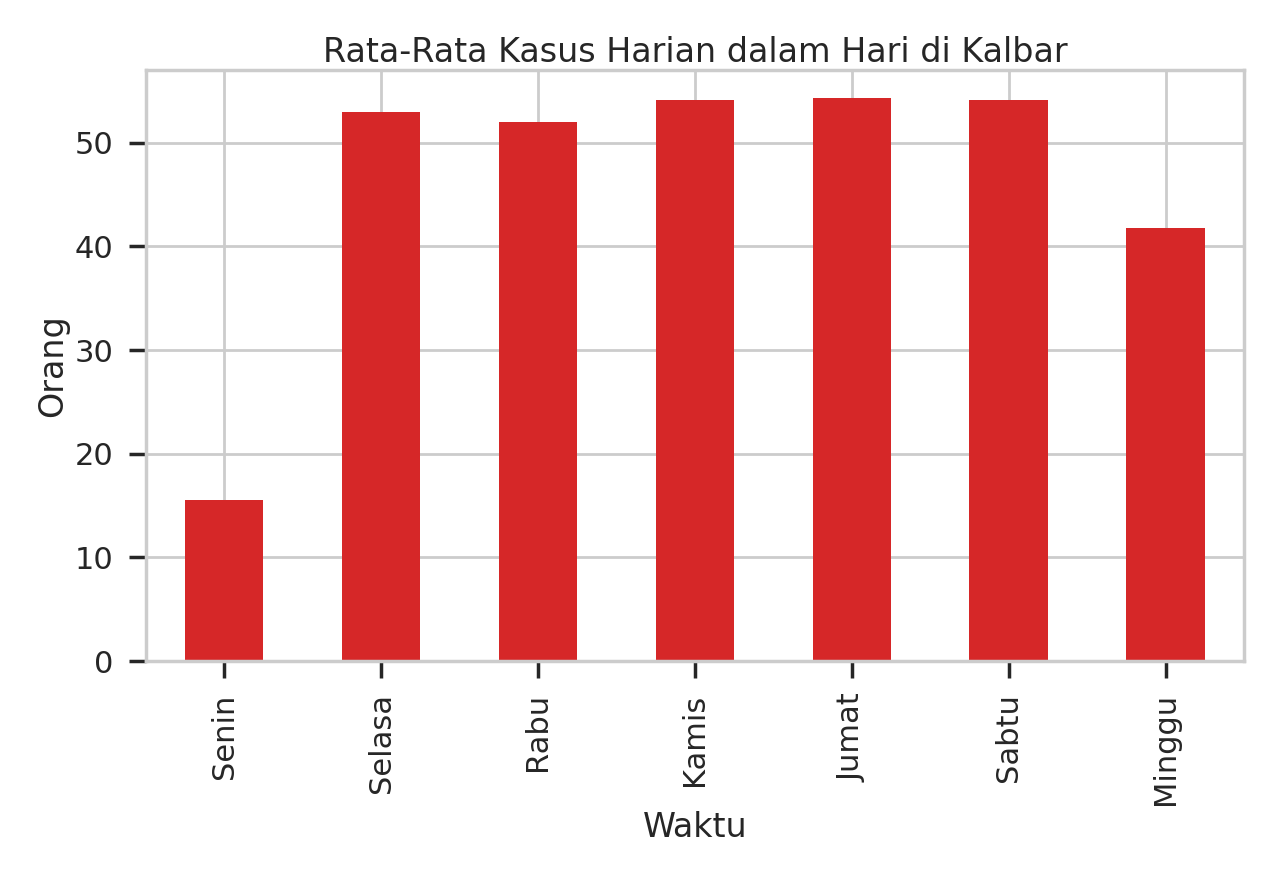 Rata-Rata Kasus Harian dalam Hari di Kalbar
Orang
50
40
30
20
10
0
Senin
Selasa
Rabu
Kamis
Jumat
Sabtu
Minggu
Waktu